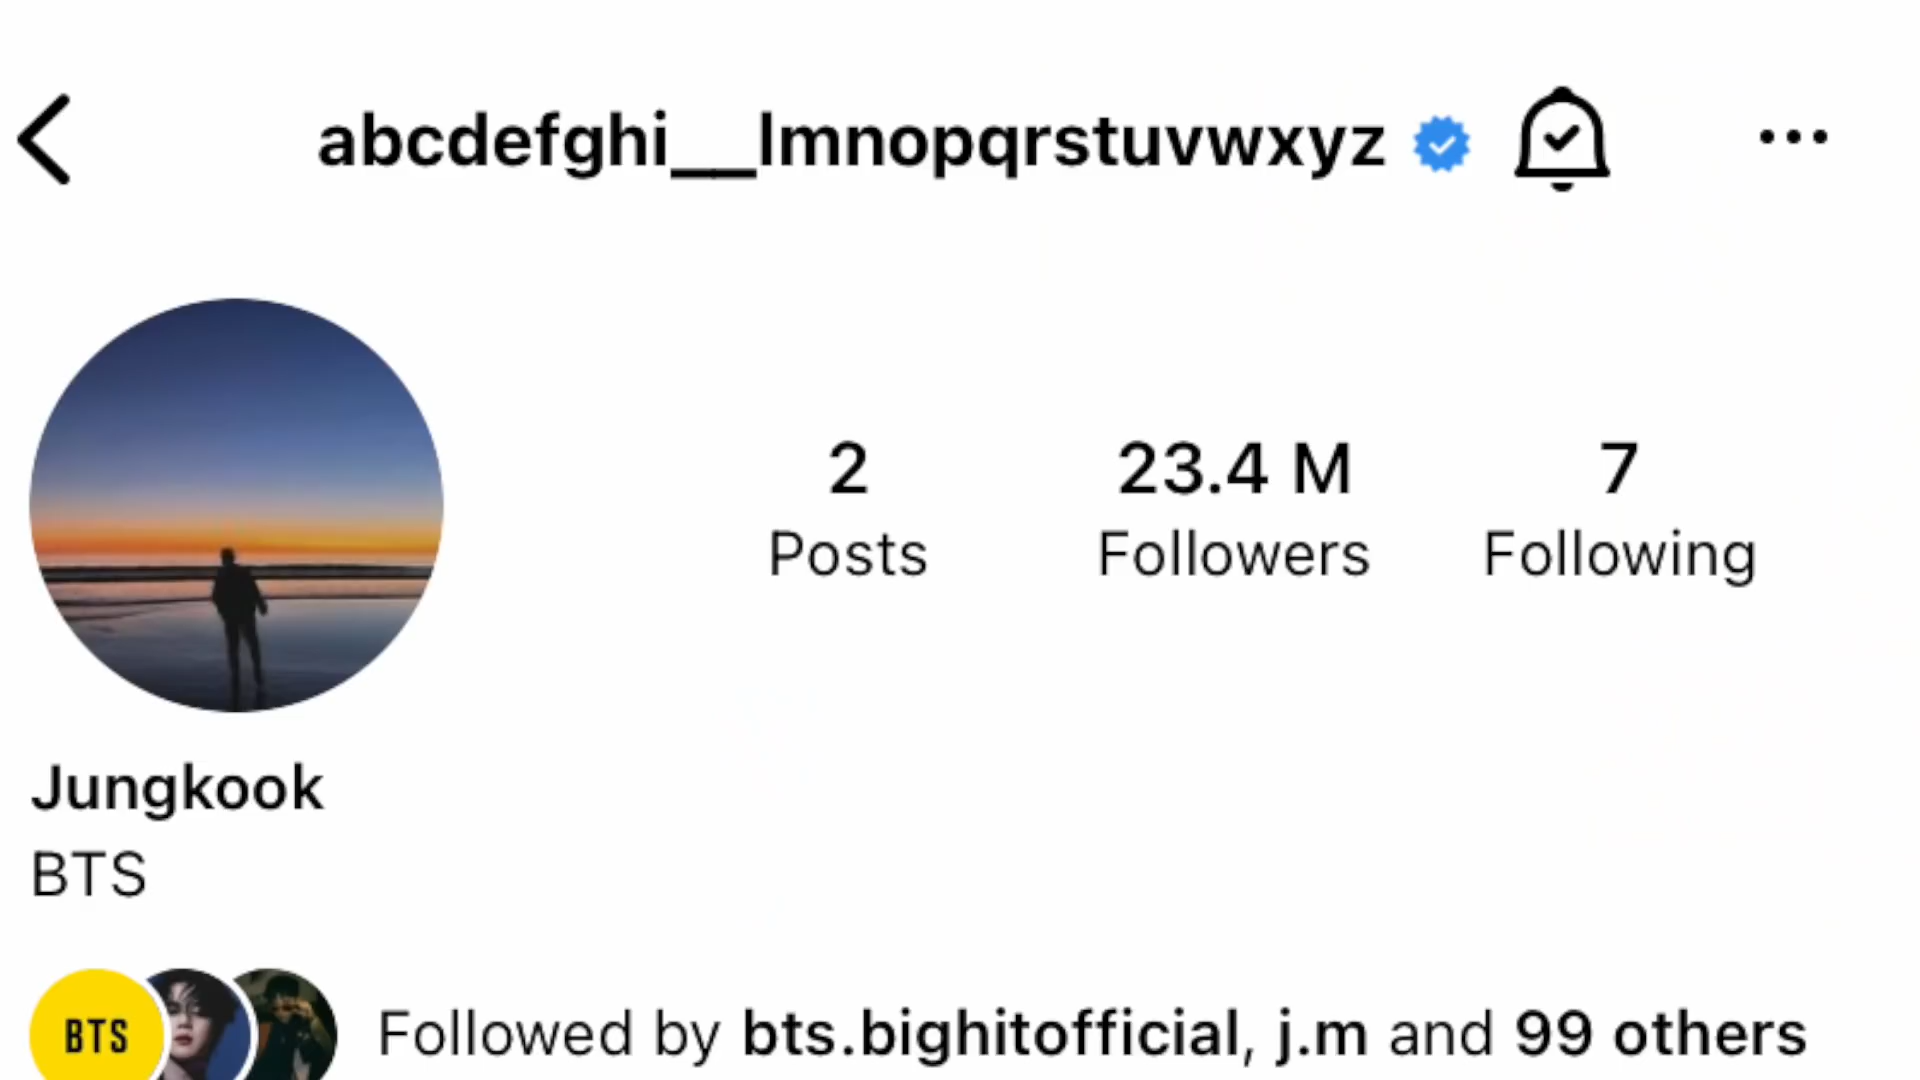 abcdefghi__lmnopqrstuvwxyz
2 23.4 M 7
Posts Followers Following
Jungkook
BTS
BTS Followed by bts.bighitofficial, j.m and 99 others